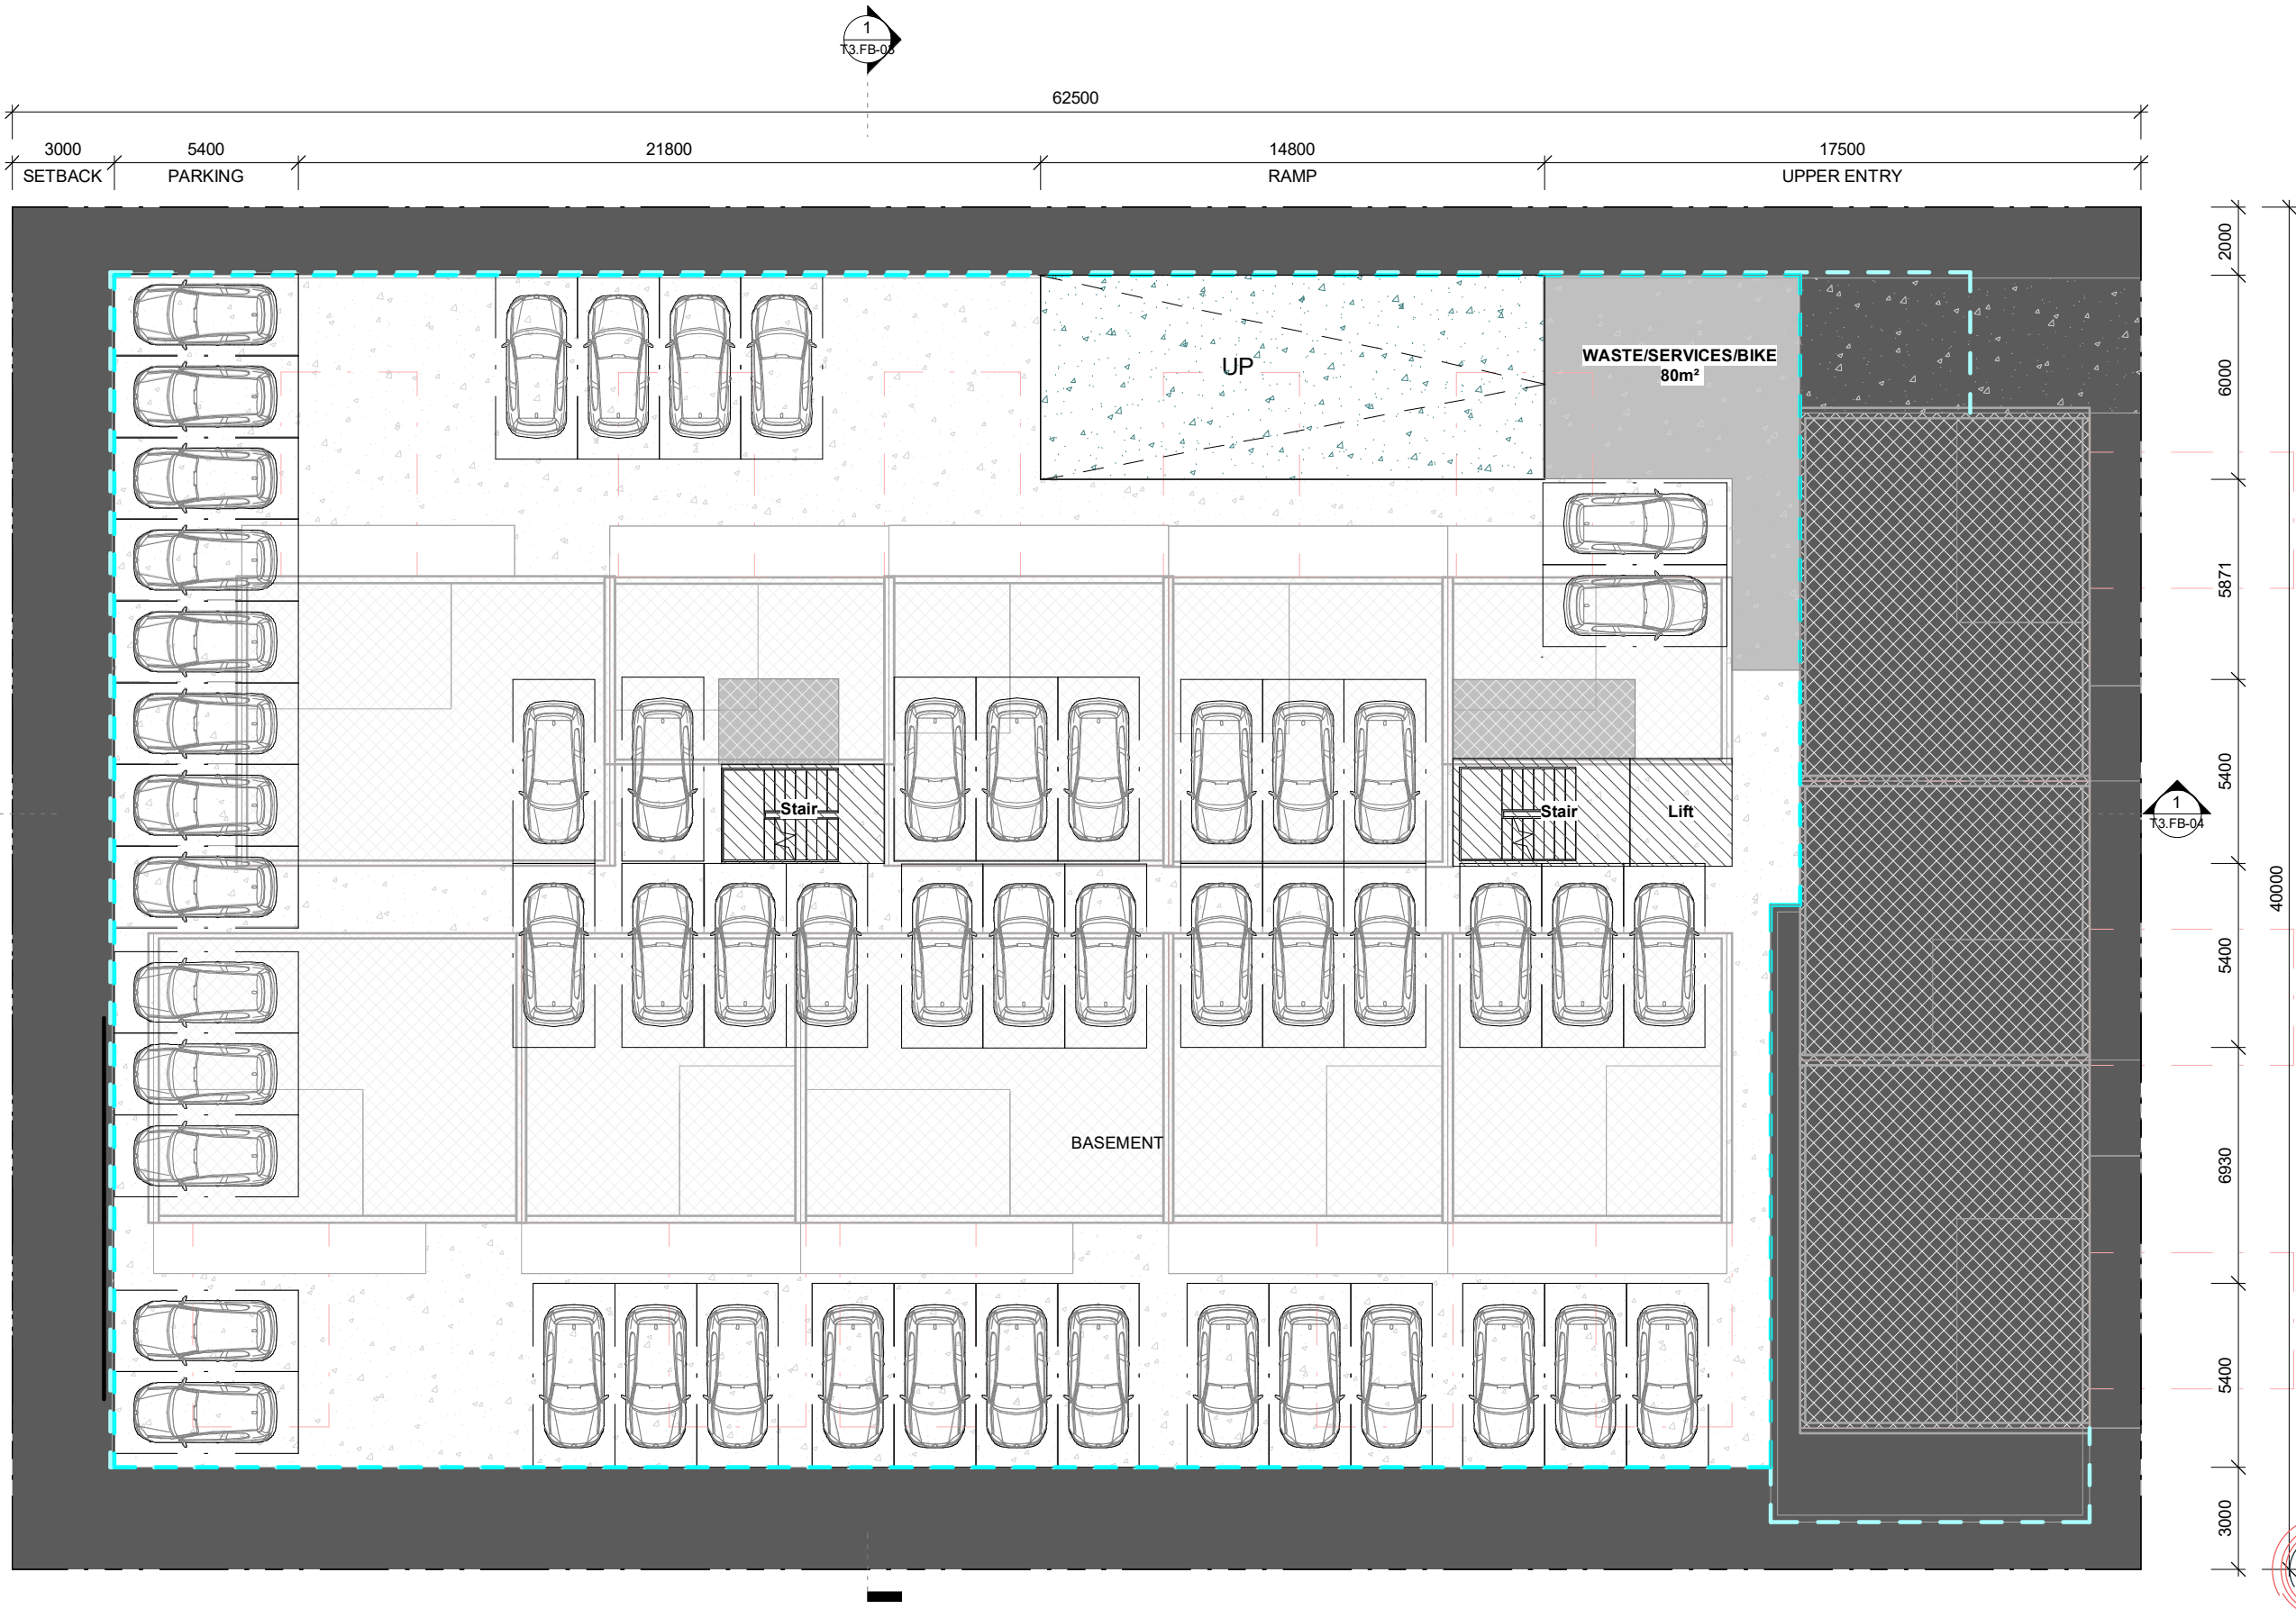 1
T3.FB-03
62500
3000
5400
21800
14800
17500
SETBACK
PARKING
RAMP
UPPER ENTRY
2000
6000
5871
5400
5400
6930
5400
3000
40000
UP
WASTE/SERVICES/BIKE
80m²
Stair
Stair
Lift
1
T3.FB-04
BASEMENT